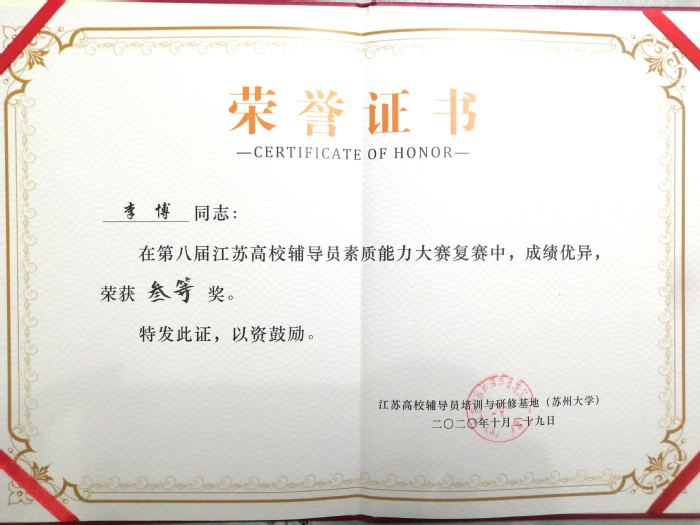 荣誉证书
—CERTIFICATE OF HONOR—
李博 同志：
在第八届江苏高校辅导员素质能力大赛复赛中，成绩优异，
荣获 叁等 奖。
特发此证，以资鼓励。
江苏高校辅导员培训与研修基地（苏州大学）
二〇二〇年十月二十九日